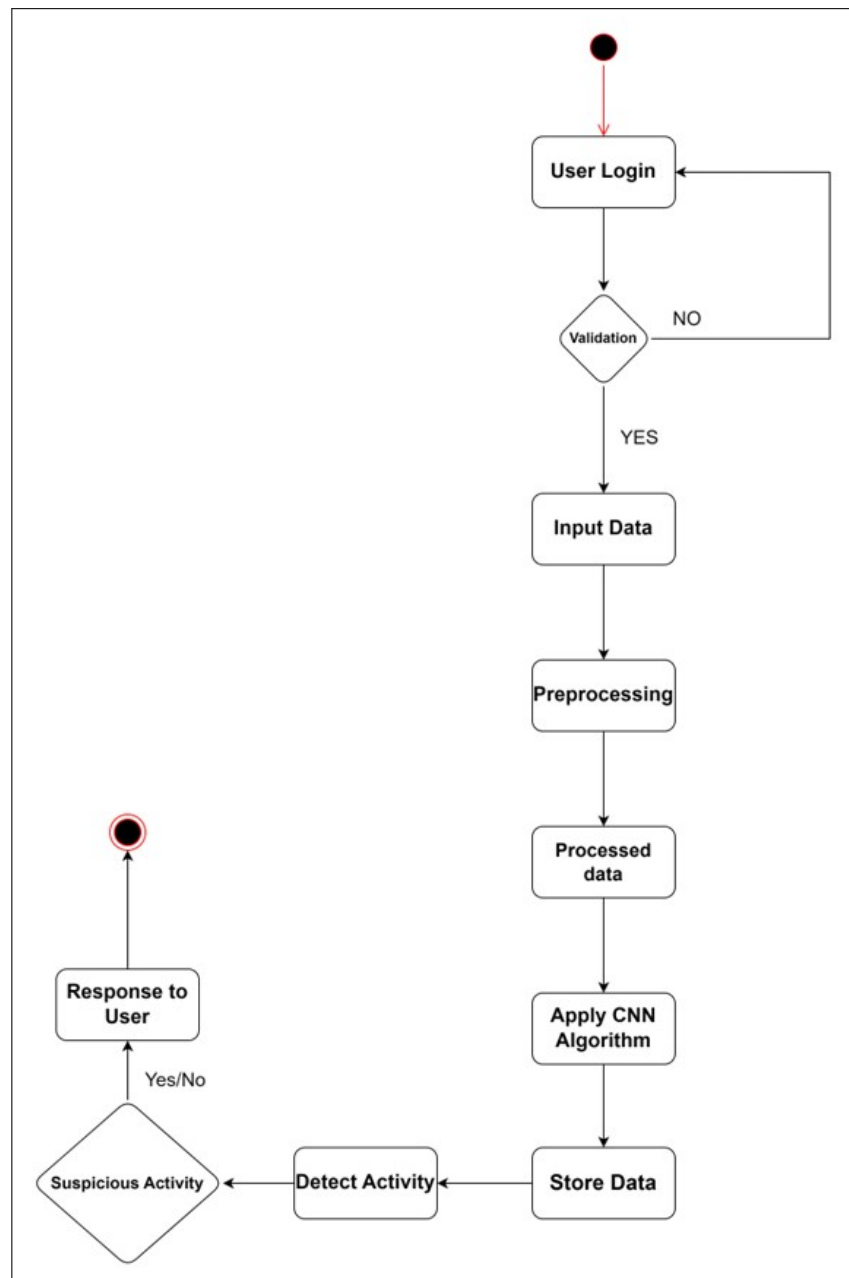 User Login
Validation
NO
YES
Input Data
Preprocessing
Processed
data
Apply CNN
Algorithm
Store Data
Detect Activity
Suspicious Activity
Yes/No
Response to
User